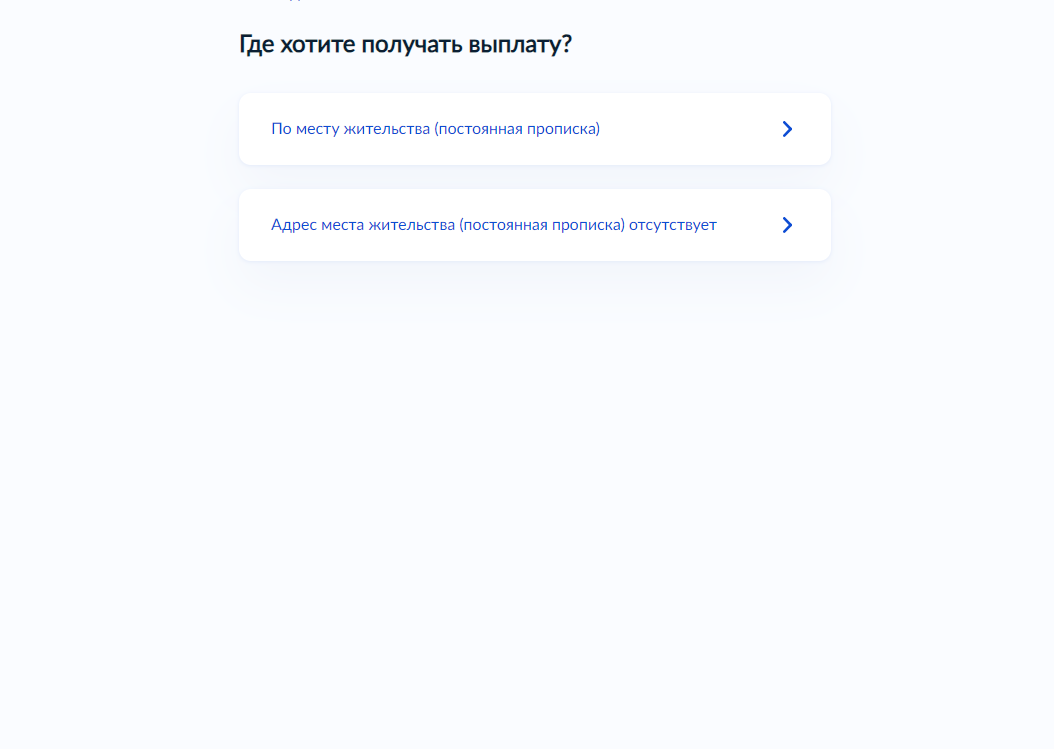 Где хотите получать выплату?
По месту жительства (постоянная прописка)
Адрес места жительства (постоянная прописка) отсутствует